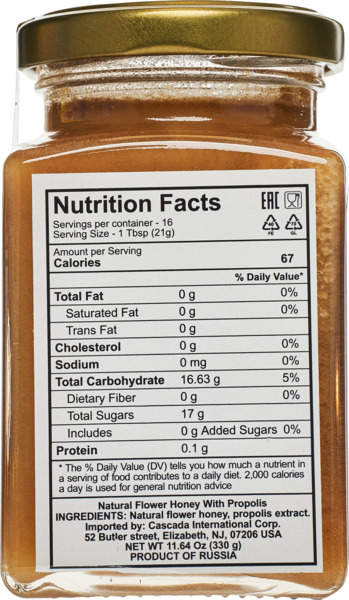 Nutrition Facts
EAC
Servings per container - 16
Serving Size - 1 Tbsp (21g)
PE
GL
Amount per Serving
Calories 67
% Daily Value*
Total Fat 0 g 0%
Saturated Fat 0 g 0%
Trans Fat 0 g
Cholesterol 0 g 0%
Sodium 0 mg 0%
Total Carbohydrate 16.63 g 5%
Dietary Fiber 0 g 0%
Total Sugars 17 g
Includes 0 g Added Sugars 0%
Protein 0.1 g
* The % Daily Value (DV) tells you how much a nutrient in
a serving of food contributes to a daily diet. 2,000 calories
a day is used for general nutrition advice
Natural Flower Honey With Propolis
INGREDIENTS: Natural flower honey, propolis extract.
Imported by: Cascada International Corp.
52 Butler street, Elizabeth, NJ, 07206 USA
NET WT 11.64 Oz (330 g)
PRODUCT OF RUSSIA